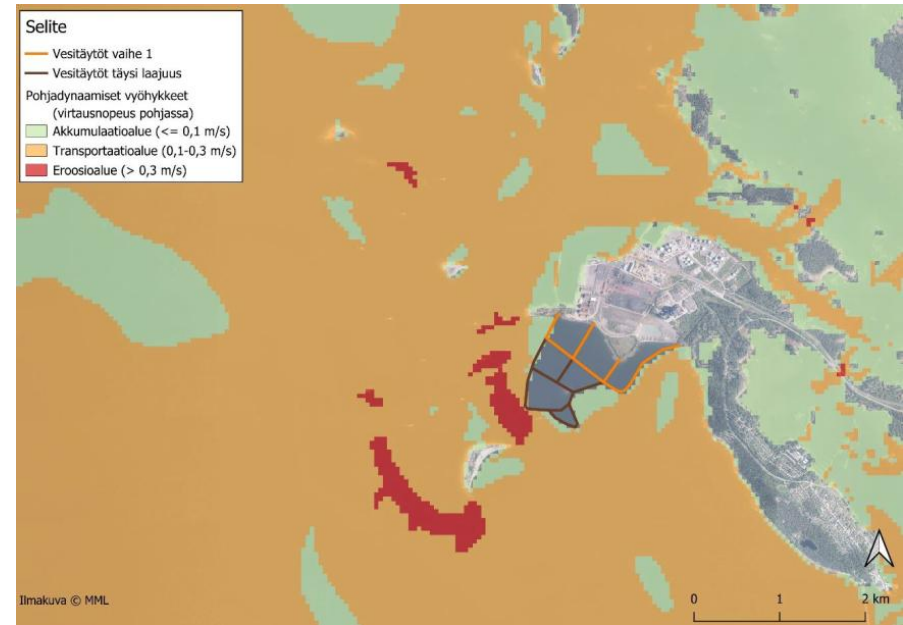 Selite
Vesitäytöt vaihe 1
Vesitäytöt täysi laajuus
Pohjadynaamiset vyöhykkeet
(virtausnopeus pohjassa)
Akkumulaatioalue (<= 0,1 m/s)
Transportaatioalue (0,1-0,3 m/s)
Eroosioalue (> 0,3 m/s)
Ilmakuva © MML
0 1 2 km